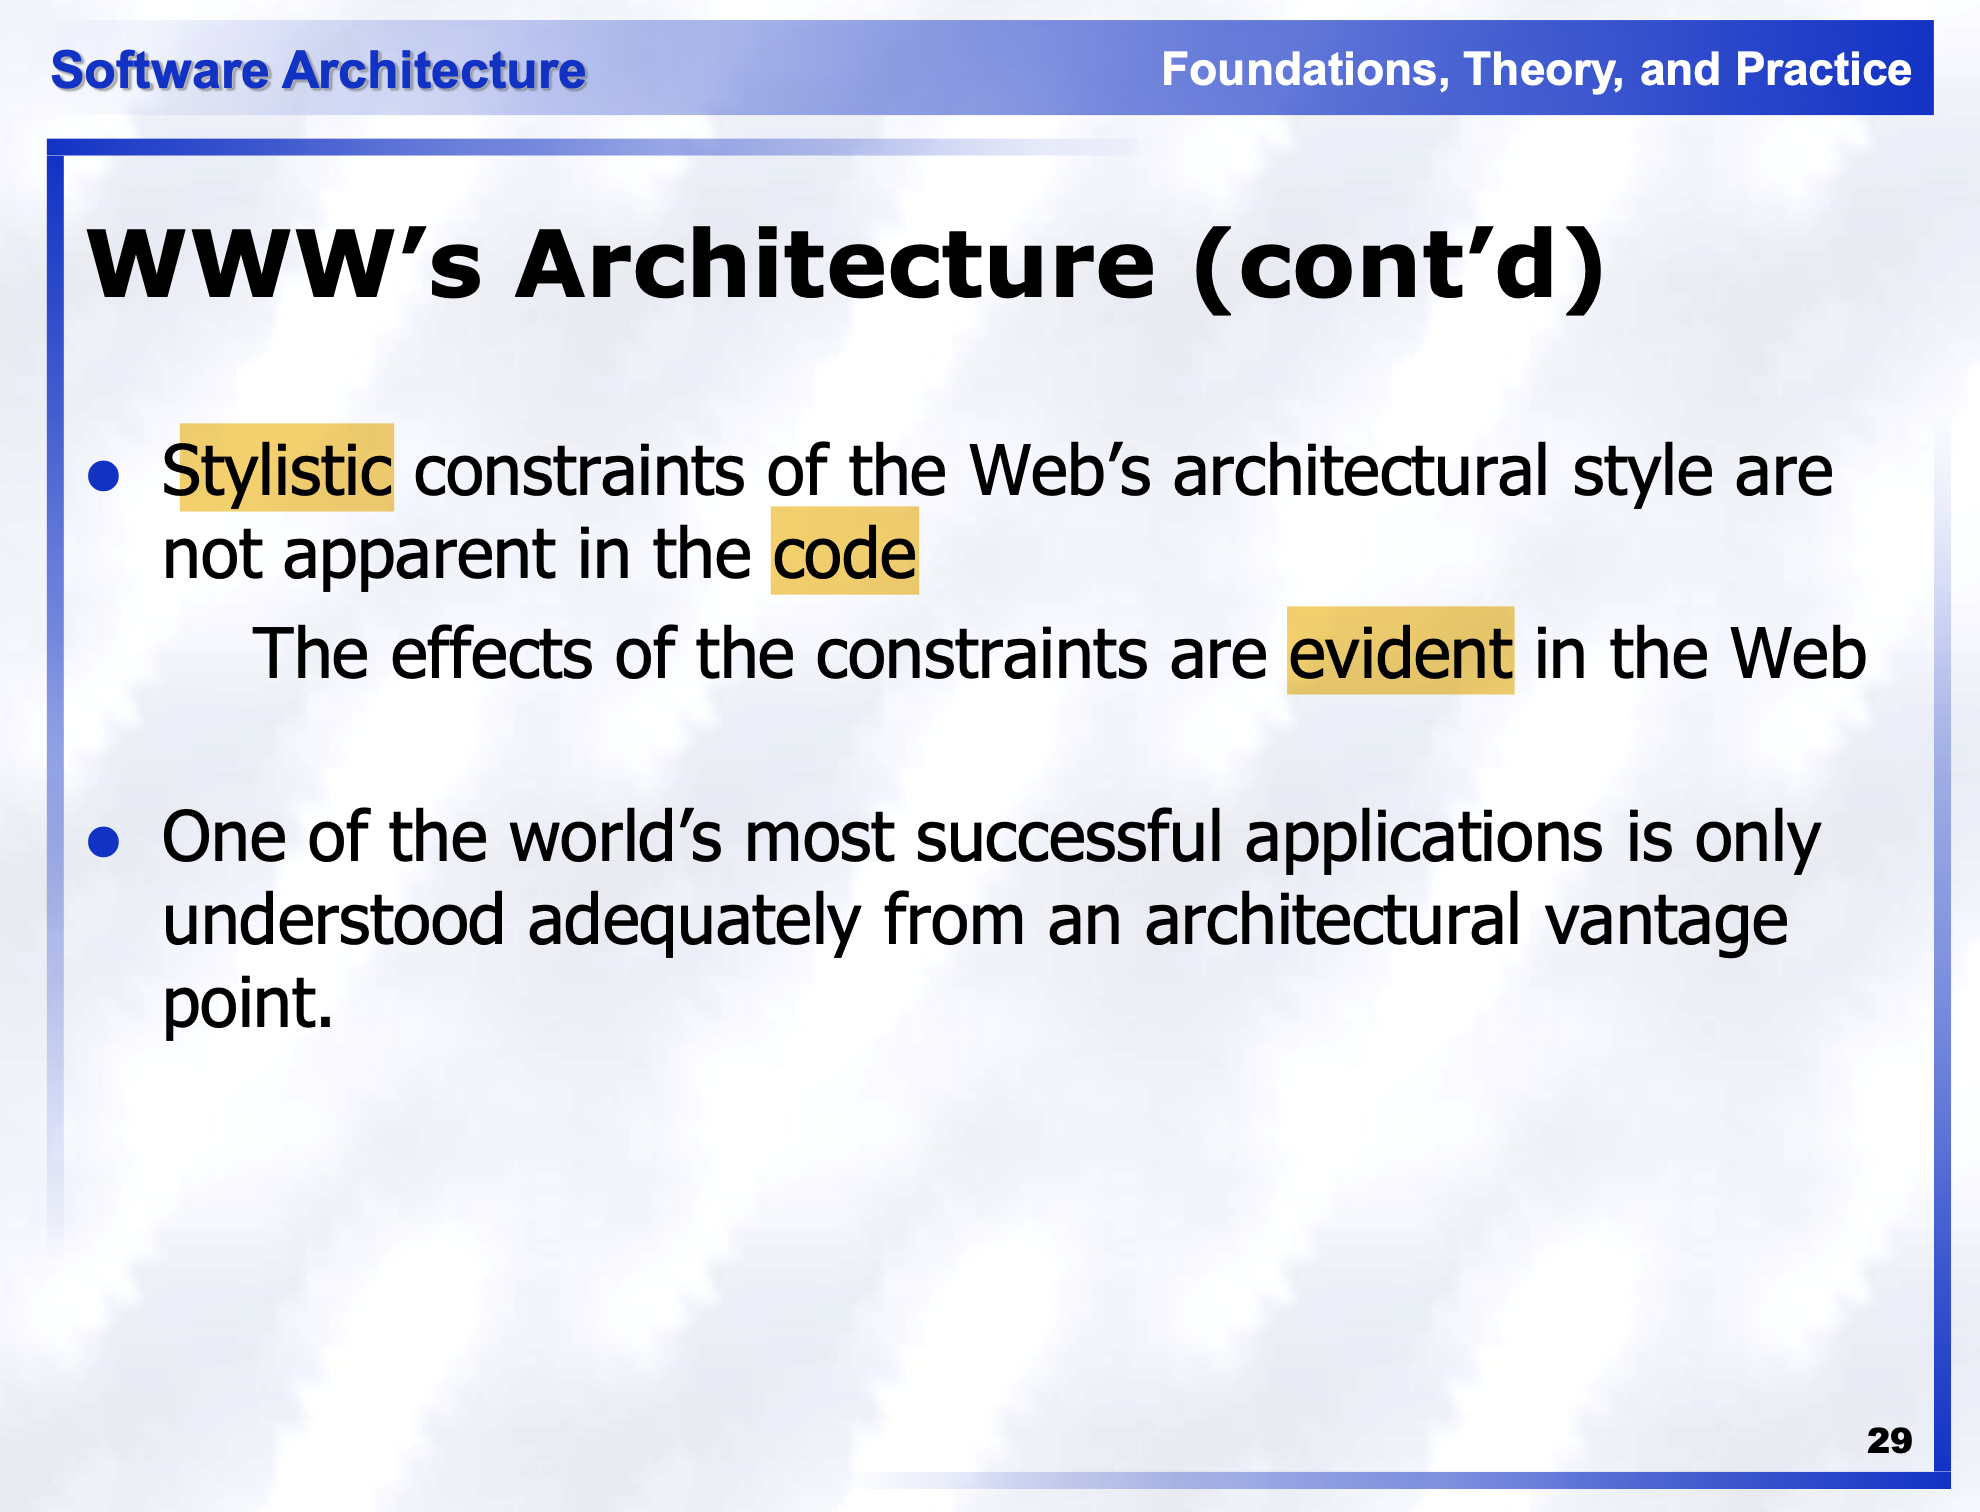 Software Architecture
Foundations, Theory, and Practice
WWW’s Architecture (cont’d)
Stylistic constraints of the Web’s architectural style are
not apparent in the code
The effects of the constraints are evident in the Web
One of the world’s most successful applications is only
understood adequately from an architectural vantage
point.
29